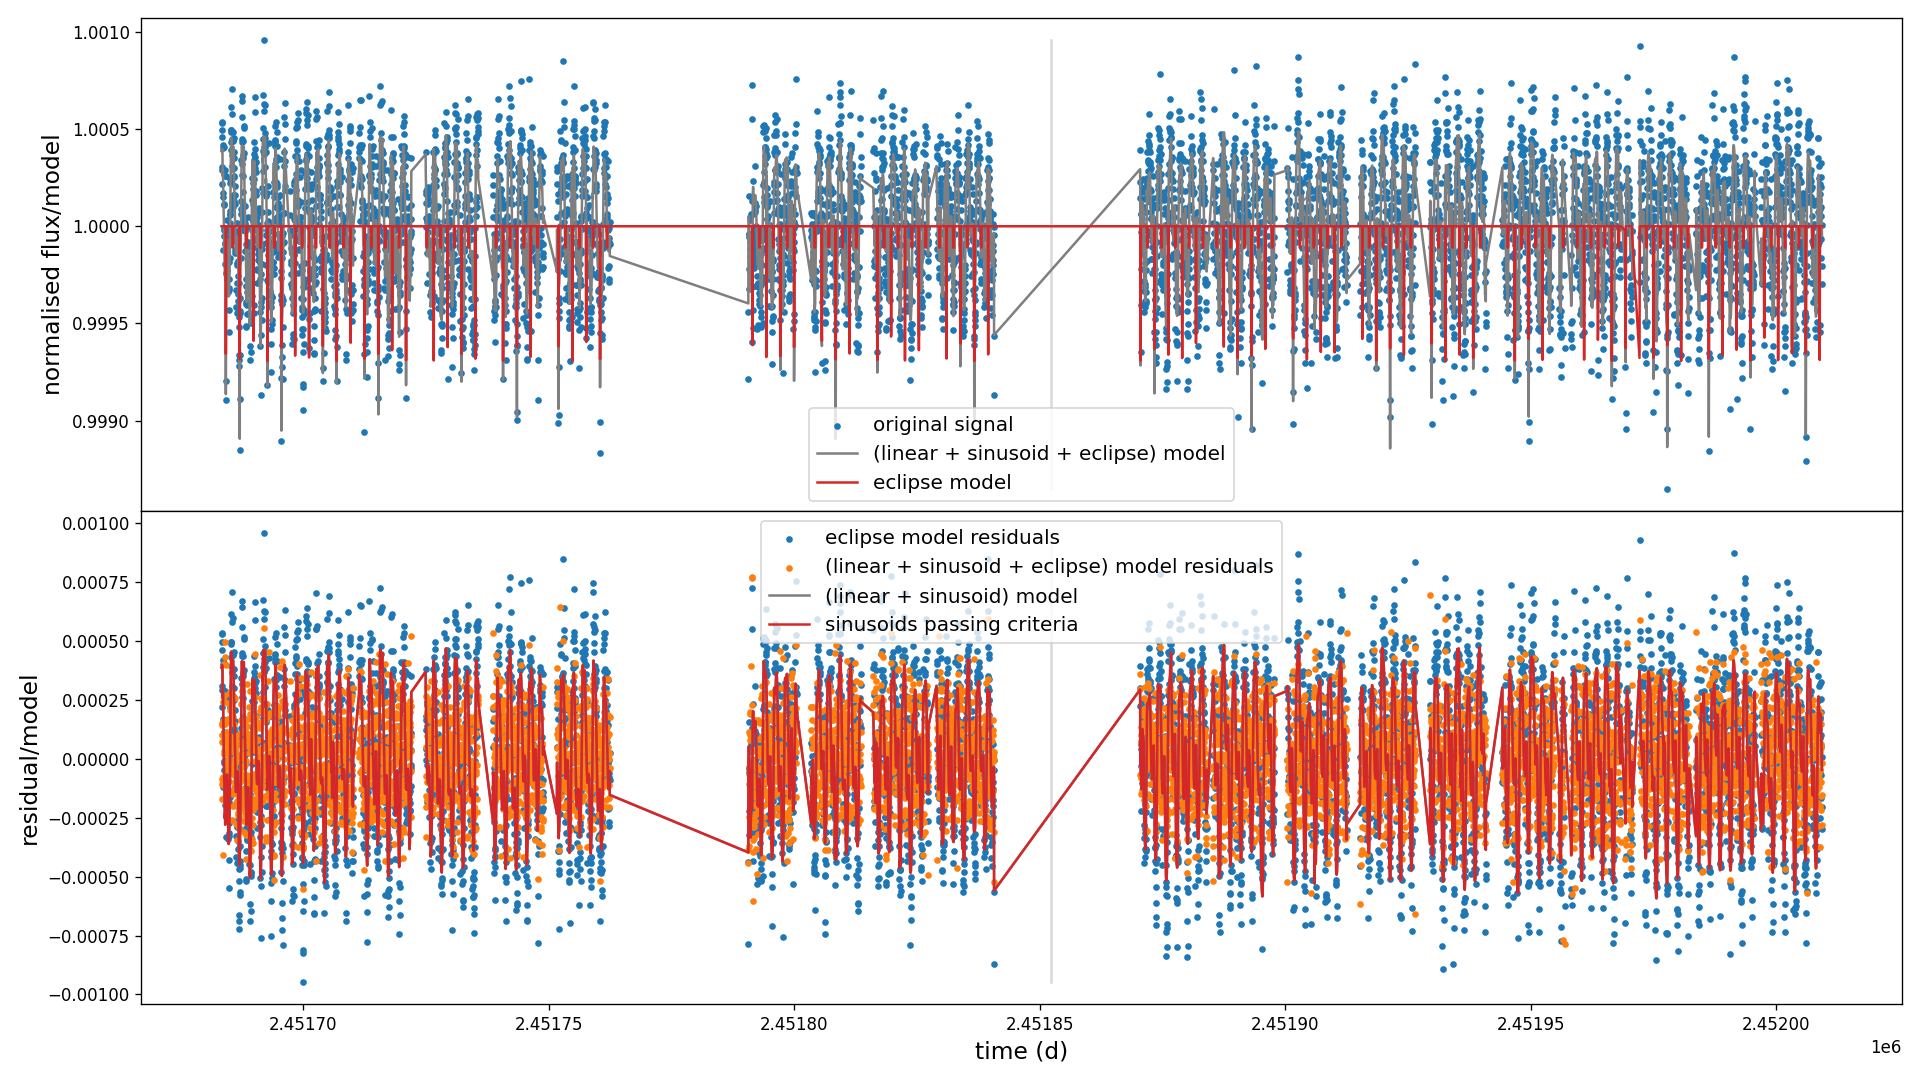 1.0010
1.0005
1.0000
0.9995
0.9990
normalised flux/model
original signal
(linear + sinusoid + eclipse) model
eclipse model
0.00100
0.00075
0.00050
0.00025
0.00000
−0.00025
−0.00050
−0.00075
−0.00100
residual/model
eclipse model residuals
(linear + sinusoid + eclipse) model residuals
(linear + sinusoid) model
sinusoids passing criteria
2.45170 2.45175 2.45180 2.45185 2.45190 2.45195 2.45200
time (d)
1e6